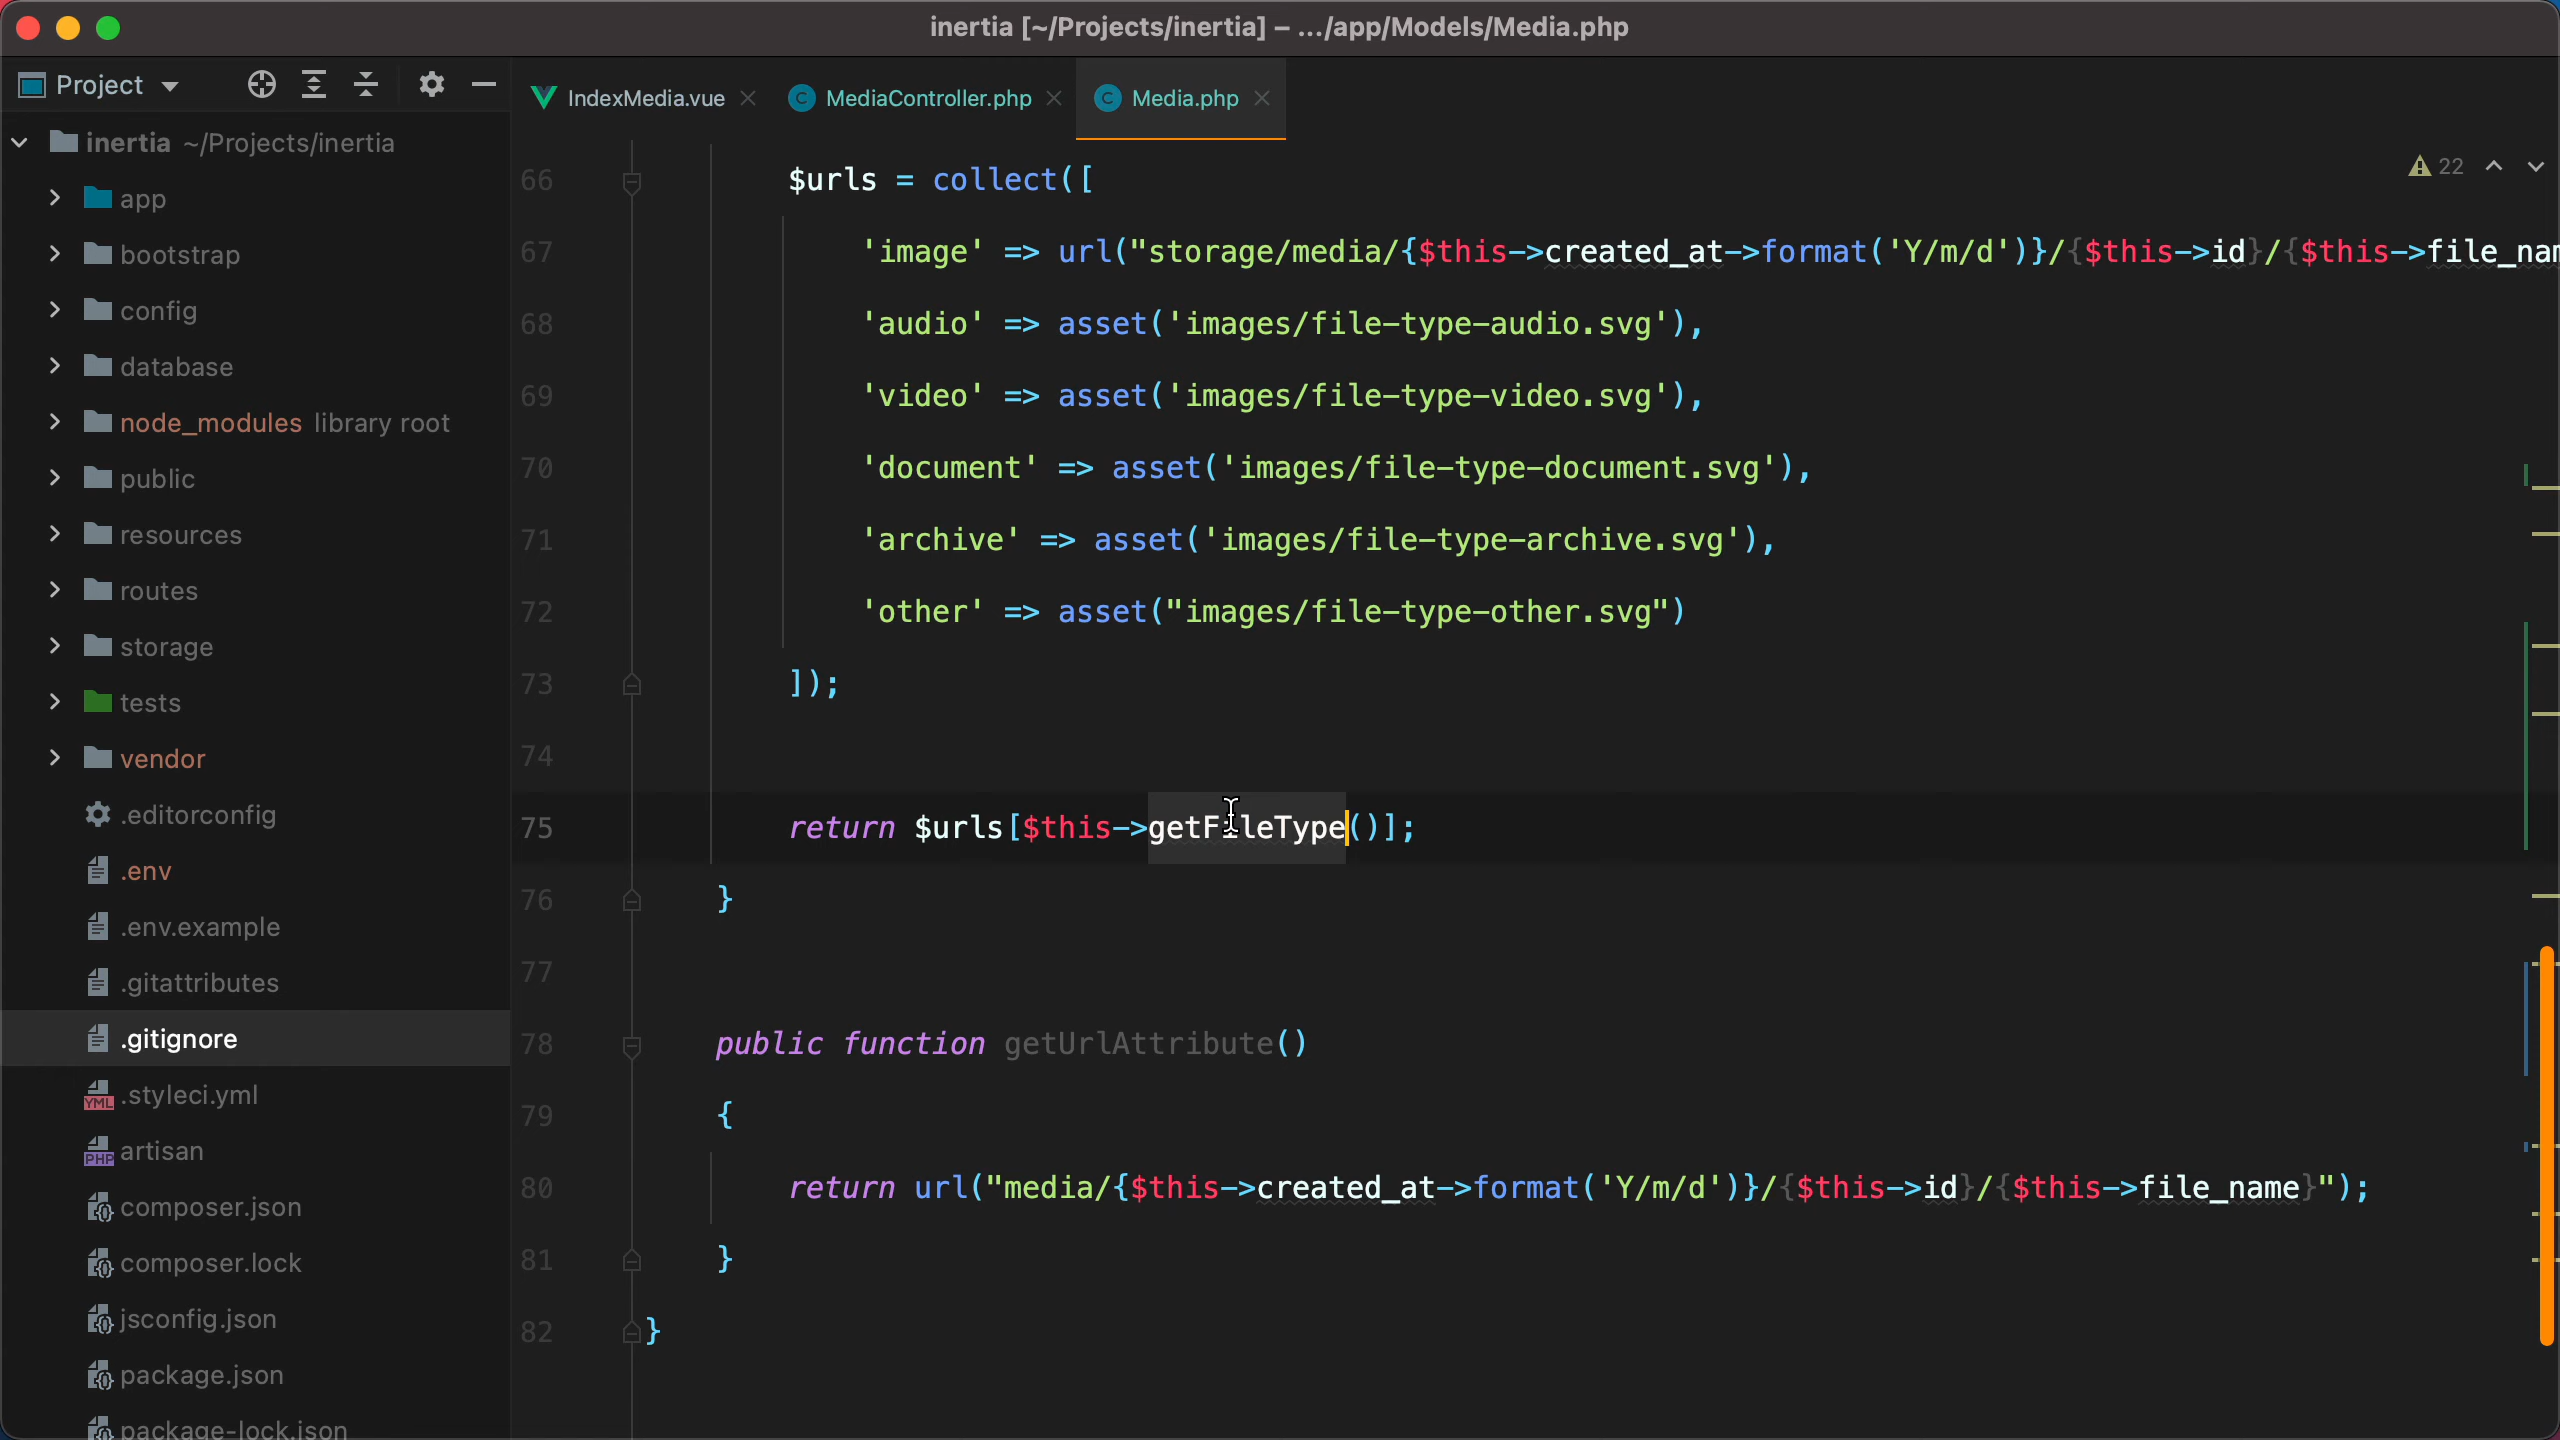 inertia [~/Projects/inertia] – .../app/Models/Media.php
Project
IndexMedia.vue
MediaController.php
Media.php
inertia ~/Projects/inertia
app
bootstrap
config
database
node_modules library root
public
resources
routes
storage
tests
vendor
.editorconfig
.env
.env.example
.gitattributes
.gitignore
.styleci.yml
artisan
composer.json
composer.lock
jsconfig.json
package.json
package-lock.json
22
66 $urls = collect([
67 'image' => url("storage/media/{$this->created_at->format('Y/m/d')}/{$this->id}/{$this->file_nam
68 'audio' => asset('images/file-type-audio.svg'),
69 'video' => asset('images/file-type-video.svg'),
70 'document' => asset('images/file-type-document.svg'),
71 'archive' => asset('images/file-type-archive.svg'),
72 'other' => asset("images/file-type-other.svg")
73 ]);
74
75 return $urls[$this->getFileType()];
76 }
77
78 public function getUrlAttribute()
79 {
80 return url("media/{$this->created_at->format('Y/m/d')}/{$this->id}/{$this->file_name}");
81 }
82 }